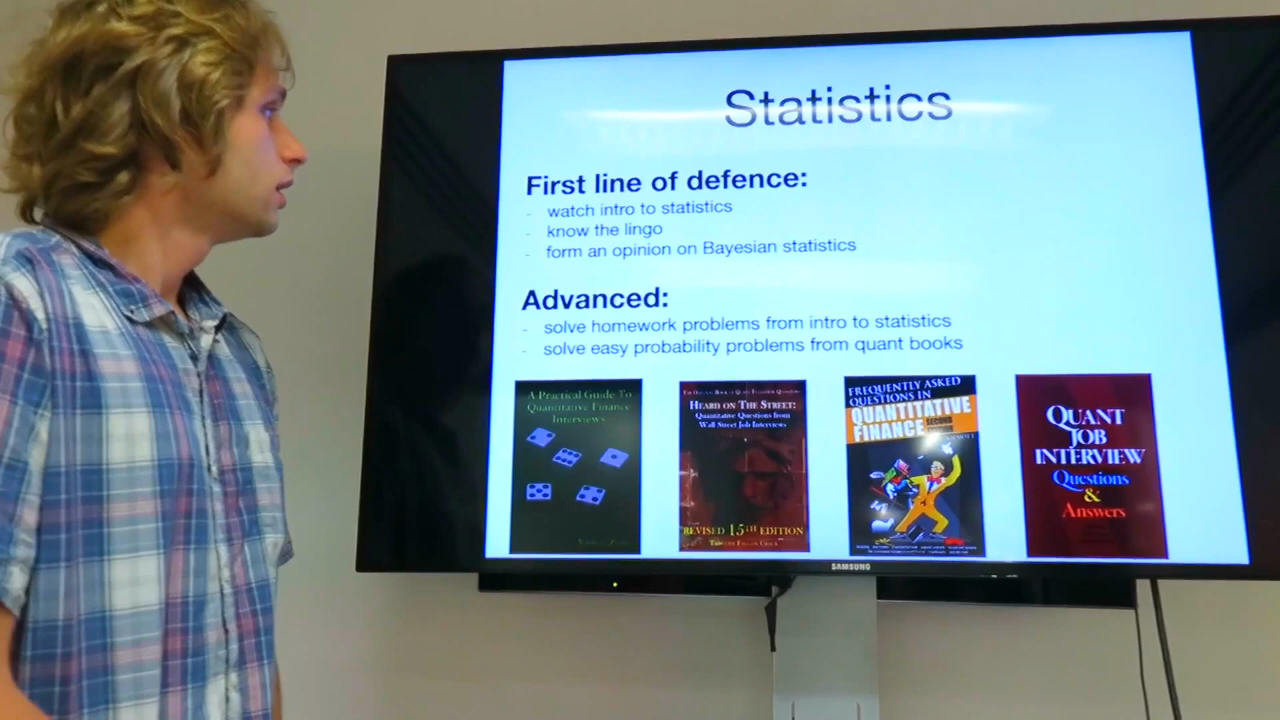 Statistics
First line of defence:
- watch intro to statistics
- know the lingo
- form an opinion on Bayesian statistics
Advanced:
- solve homework problems from intro to statistics
- solve easy probability problems from quant books
A Practical Guide To
Quantitative Finance
Interviews
HEARD ON THE STREET:
Quantitative Questions from
Wall Street Job Interviews
REVISED 15TH EDITION
FREQUENTLY ASKED
QUESTIONS IN
QUANTITATIVE
FINANCE SECOND
QUANT
JOB
INTERVIEW
Questions
&
Answers
SAMSUNG